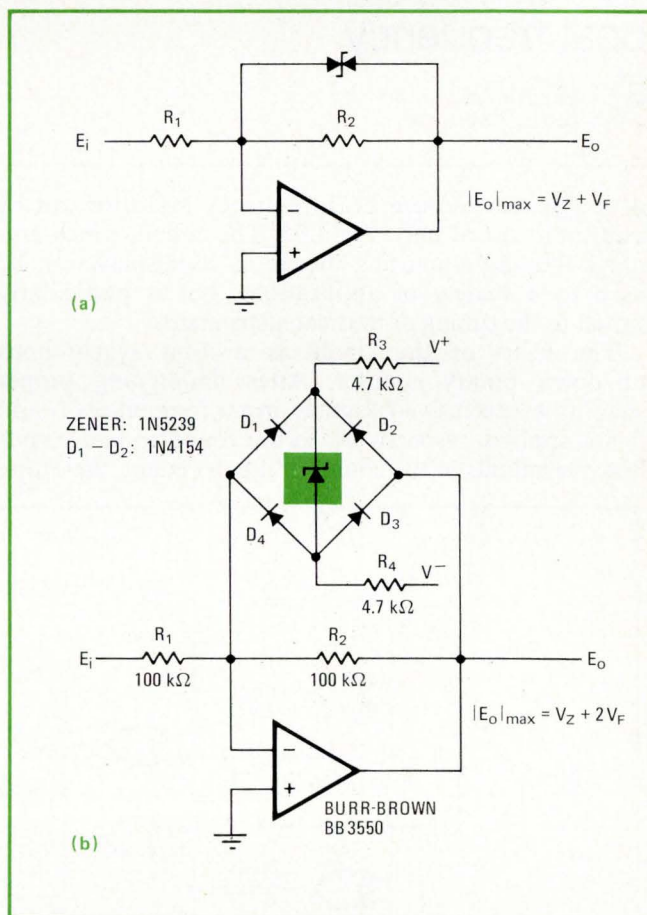 R₁
R₂
Eᵢ
Eₒ
−
+
|Eₒ|max = V_Z + V_F
(a)
R₃
V⁺
4.7 kΩ
ZENER: 1N5239
D₁ – D₂: 1N4154
D₁
D₂
D₄
D₃
R₄
V⁻
4.7 kΩ
R₁
R₂
Eᵢ
100 kΩ
100 kΩ
Eₒ
−
+
|Eₒ|max = V_Z + 2V_F
BURR-BROWN
BB3550
(b)